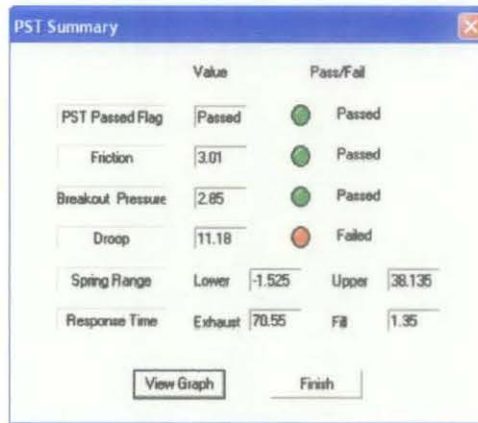 PST Summary
Value Pass/Fail
PST Passed Flag Passed Passed
Friction 3.01 Passed
Breakout Pressure 2.85 Passed
Droop 11.18 Failed
Spring Range Lower -1.525 Upper 38.135
Response Time Exhaust 70.55 Fill 1.35
View Graph Finish